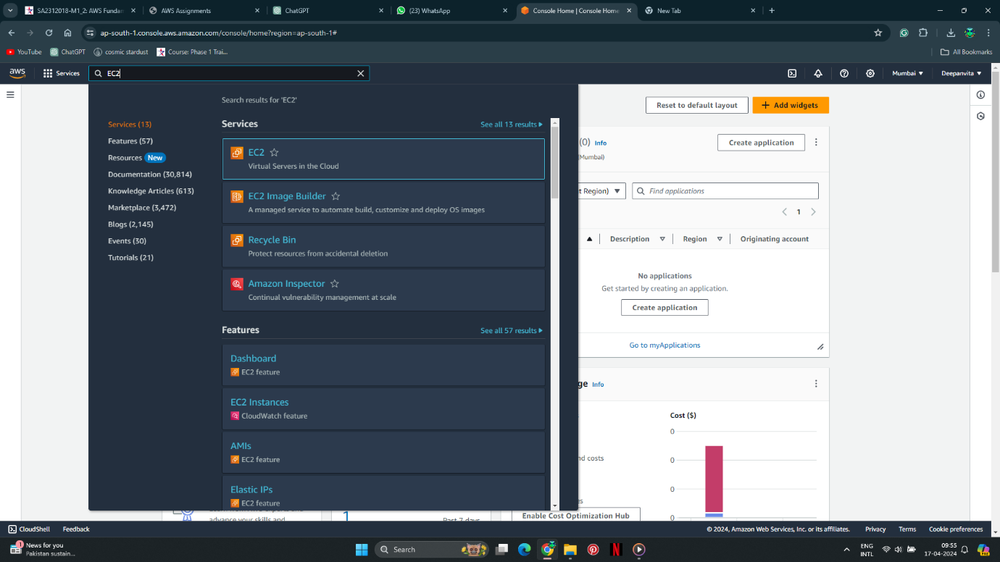 SA2312018-M1_2: AWS Fundam
AWS Assignments
ChatGPT
(23) WhatsApp
Console Home | Console Home
New Tab
ap-south-1.console.aws.amazon.com/console/home?region=ap-south-1#
YouTube
ChatGPT
cosmic stardust
Course: Phase 1 Trai...
All Bookmarks
aws
Services
EC2
Mumbai
Deepanvita
Search results for 'EC2'
Services (13)
Features (57)
Resources New
Documentation (30,814)
Knowledge Articles (613)
Marketplace (3,472)
Blogs (2,145)
Events (30)
Tutorials (21)
Services
See all 13 results
EC2
Virtual Servers in the Cloud
EC2 Image Builder
A managed service to automate build, customize and deploy OS images
Recycle Bin
Protect resources from accidental deletion
Amazon Inspector
Continual vulnerability management at scale
Features
See all 57 results
Dashboard
EC2 feature
EC2 Instances
CloudWatch feature
AMIs
EC2 feature
Elastic IPs
EC2 feature
Reset to default layout
Add widgets
(0) Info
(Mumbai)
Create application
t Region)
Find applications
1
Description
Region
Originating account
No applications
Get started by creating an application.
Create application
Go to myApplications
ge Info
Cost ($)
0
0
0
0
nd costs
es
advance your skills and
1
Past 7 days
Enable Cost Optimization Hub
CloudShell
Feedback
© 2024, Amazon Web Services, Inc. or its affiliates.
Privacy
Terms
Cookie preferences
1
News for you
Pakistan sustain...
Search
ENG
INTL
09:55
17-04-2024
PRE